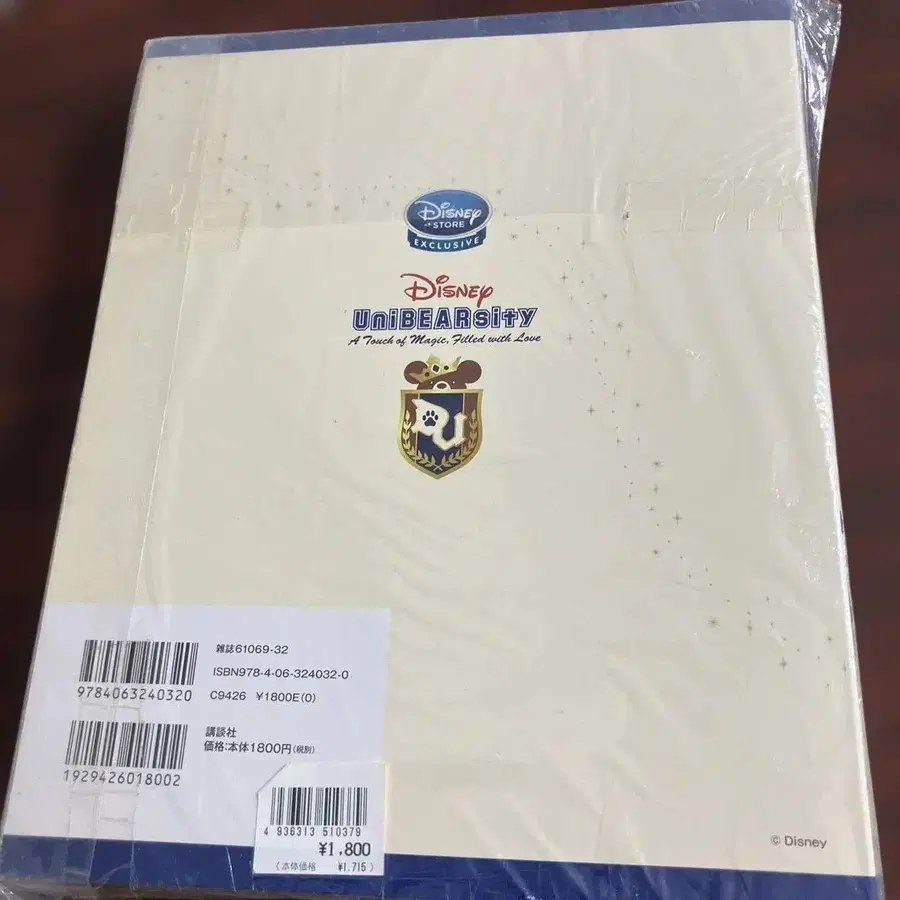 Disney
STORE
EXCLUSIVE
Disney
UniBEARsity
A Touch of Magic, Filled with Love
DU
雑誌61069-32
ISBN978-4-06-324032-0
C9426 ¥1800E(0)
9784063240320
講談社
価格:本体1800円(税別)
1929426018002
4 936313 510379
¥1,800
(本体価格 ¥1,715)
© Disney